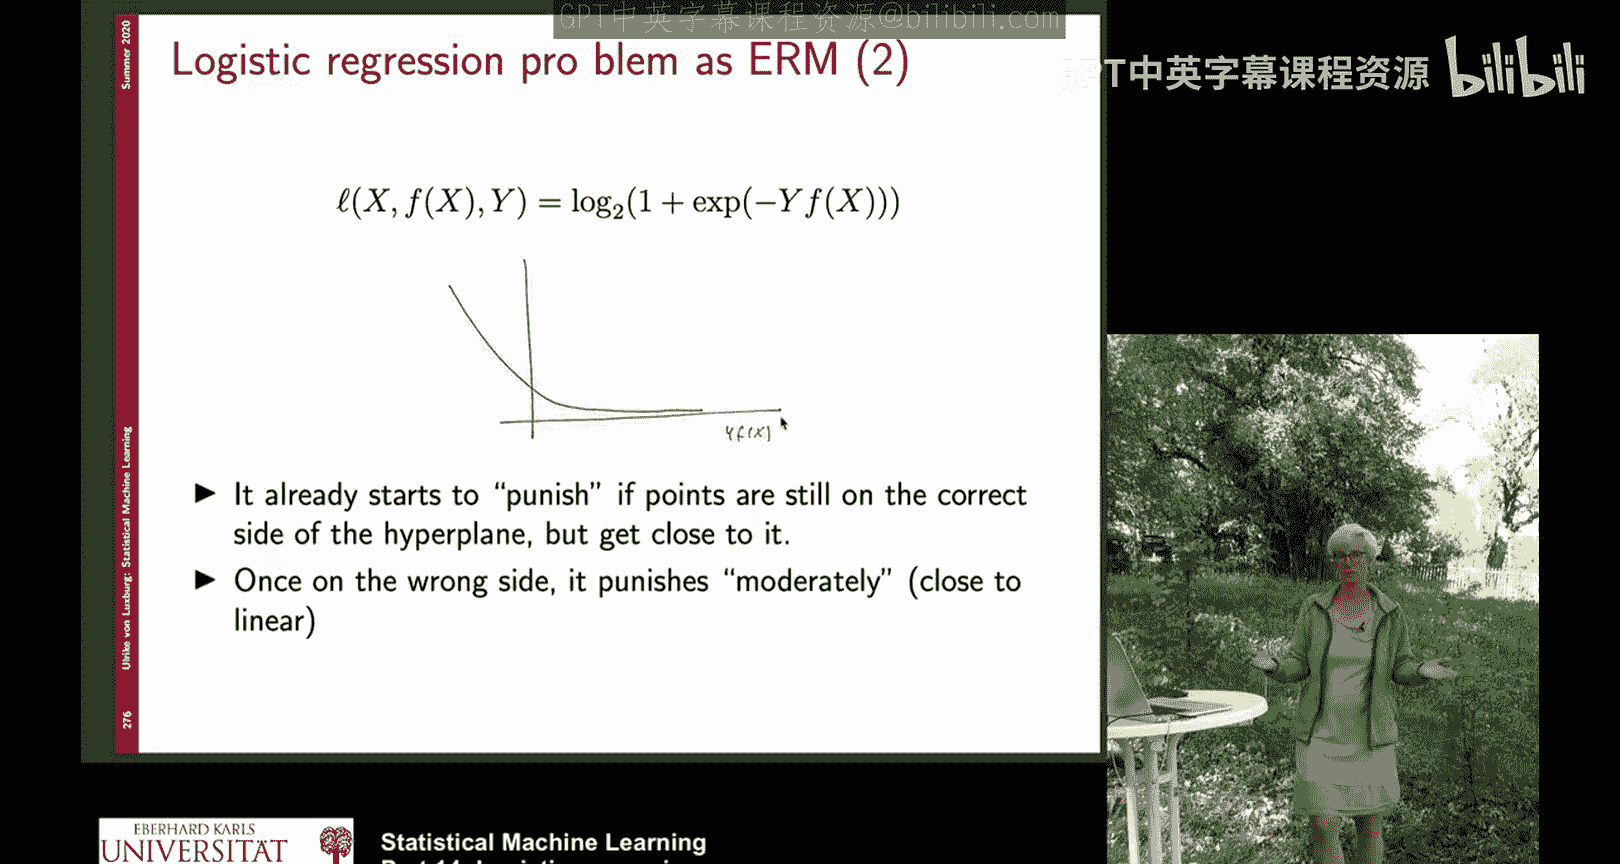 GPT中英字幕课程资源@bilibili.com
T中英字幕课程资源 bilibili
Summer 2020
Logistic regression pro blem as ERM (2)
ℓ(X, f(X), Y) = log₂(1 + exp(−Y f(X)))
Yf(X)
► It already starts to “punish” if points are still on the correct
side of the hyperplane, but get close to it.
► Once on the wrong side, it punishes “moderately” (close to
linear)
Ulrike von Luxburg: Statistical Machine Learning
276
EBERHARD KARLS
UNIVERSITÄT
Statistical Machine Learning